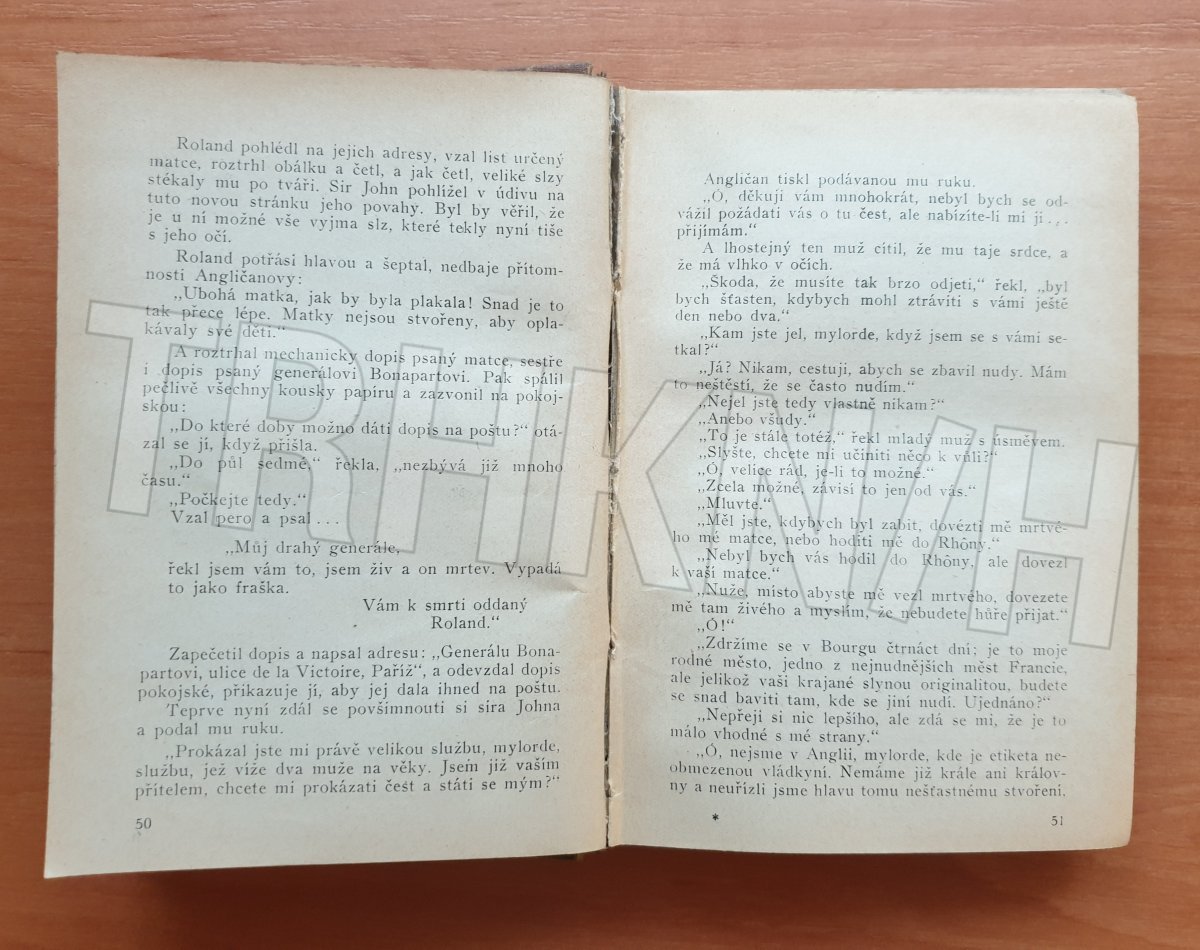 Roland pohlédl na jejich adresy, vzal list určený
matce, roztrhl obálku a četl, a jak četl, veliké slzy
stékaly mu po tváři. Sir John pohlížel v údivu na
tuto novou stránku jeho povahy. Byl by věřil, že
je u ní možné vše vyjma slz, které tekly nyní tiše
s jeho očí.
Roland potřásl hlavou a šeptal, nedbaje přítom-
nosti Angličanovy:
„Ubohá matka, jak by byla plakala! Snad je to
tak přece lépe. Matky nejsou stvořeny, aby opla-
kávaly své děti.“
A roztrhal mechanicky dopis psaný matce, sestře
i dopis psaný generálovi Bonapartovi. Pak spálil
pečlivě všechny kousky papíru a zazvonil na pokoj-
skou:
„Do které doby možno dáti dopis na poštu?“ otá-
zal se jí, když přišla.
„Do půl sedmé,“ řekla, „nezbývá již mnoho
času.“
„Počkejte tedy.“
Vzal pero a psal...
„Můj drahý generále,
řekl jsem vám to, jsem živ a on mrtev. Vypadá
to jako fraška.
Vám k smrti oddaný
Roland.“
Zapečetil dopis a napsal adresu: „Generálu Bona-
partovi, ulice de la Victoire, Paříž“, a odevzdal dopis
pokojské, přikazuje jí, aby jej dala ihned na poštu.
Teprve nyní zdál se povšimnouti si sira Johna
a podal mu ruku.
„Prokázal jste mi právě velikou službu, mylorde,
službu, jež víže dva muže na věky. Jsem již vaším
přítelem, chcete mi prokázati čest a státi se mým?“
50
Angličan tiskl podávanou mu ruku.
„Ó, děkuji vám mnohokrát, nebyl bych se od-
vážil požádati vás o tu čest, ale nabízíte-li mi ji...
přijímám.“
A lhostejný ten muž cítil, že mu taje srdce, a
že má vlhko v očích.
„Škoda, že musíte tak brzo odjeti,“ řekl, „byl
bych šťasten, kdybych mohl ztráviti s vámi ještě
den nebo dva.“
„Kam jste jel, mylorde, když jsem se s vámi se-
tkal?“
„Já? Nikam, cestuji, abych se zbavil nudy. Mám
to neštěstí, že se často nudím.“
„Nejel jste tedy vlastně nikam?“
„Anebo všudy.“
„To je stále totéž,“ řekl mladý muž s úsměvem.
„Slyšte, chcete mi učiniti něco k vůli?“
„Ó, velice rád, je-li to možné.“
„Zcela možné, závisí to jen od vás.“
„Mluvte.“
„Měl jste, kdybych byl zabit, dovézti mě mrtvé-
ho mé matce, nebo hoditi mě do Rhôny.“
„Nebyl bych vás hodil do Rhôny, ale dovezl
k vaší matce.“
„Nuže, místo abyste mě vezl mrtvého, dovezete
mě tam živého a myslím, že nebudete hůře přijat.“
„Ó!“
„Zdržíme se v Bourgu čtrnáct dní; je to moje
rodné město, jedno z nejnudnějších měst Francie,
ale jelikož vaši krajané slynou originalitou, budete
se snad baviti tam, kde se jiní nudí. Ujednáno?“
„Nepřeji si nic lepšího, ale zdá se mi, že je to
málo vhodné s mé strany.“
„Ó, nejsme v Anglii, mylorde, kde je etiketa ne-
obmezenou vládkyní. Nemáme již krále ani králov-
ny a neuřízli jsme hlavu tomu nešťastnému stvoření,
* 51
TRHKNIH